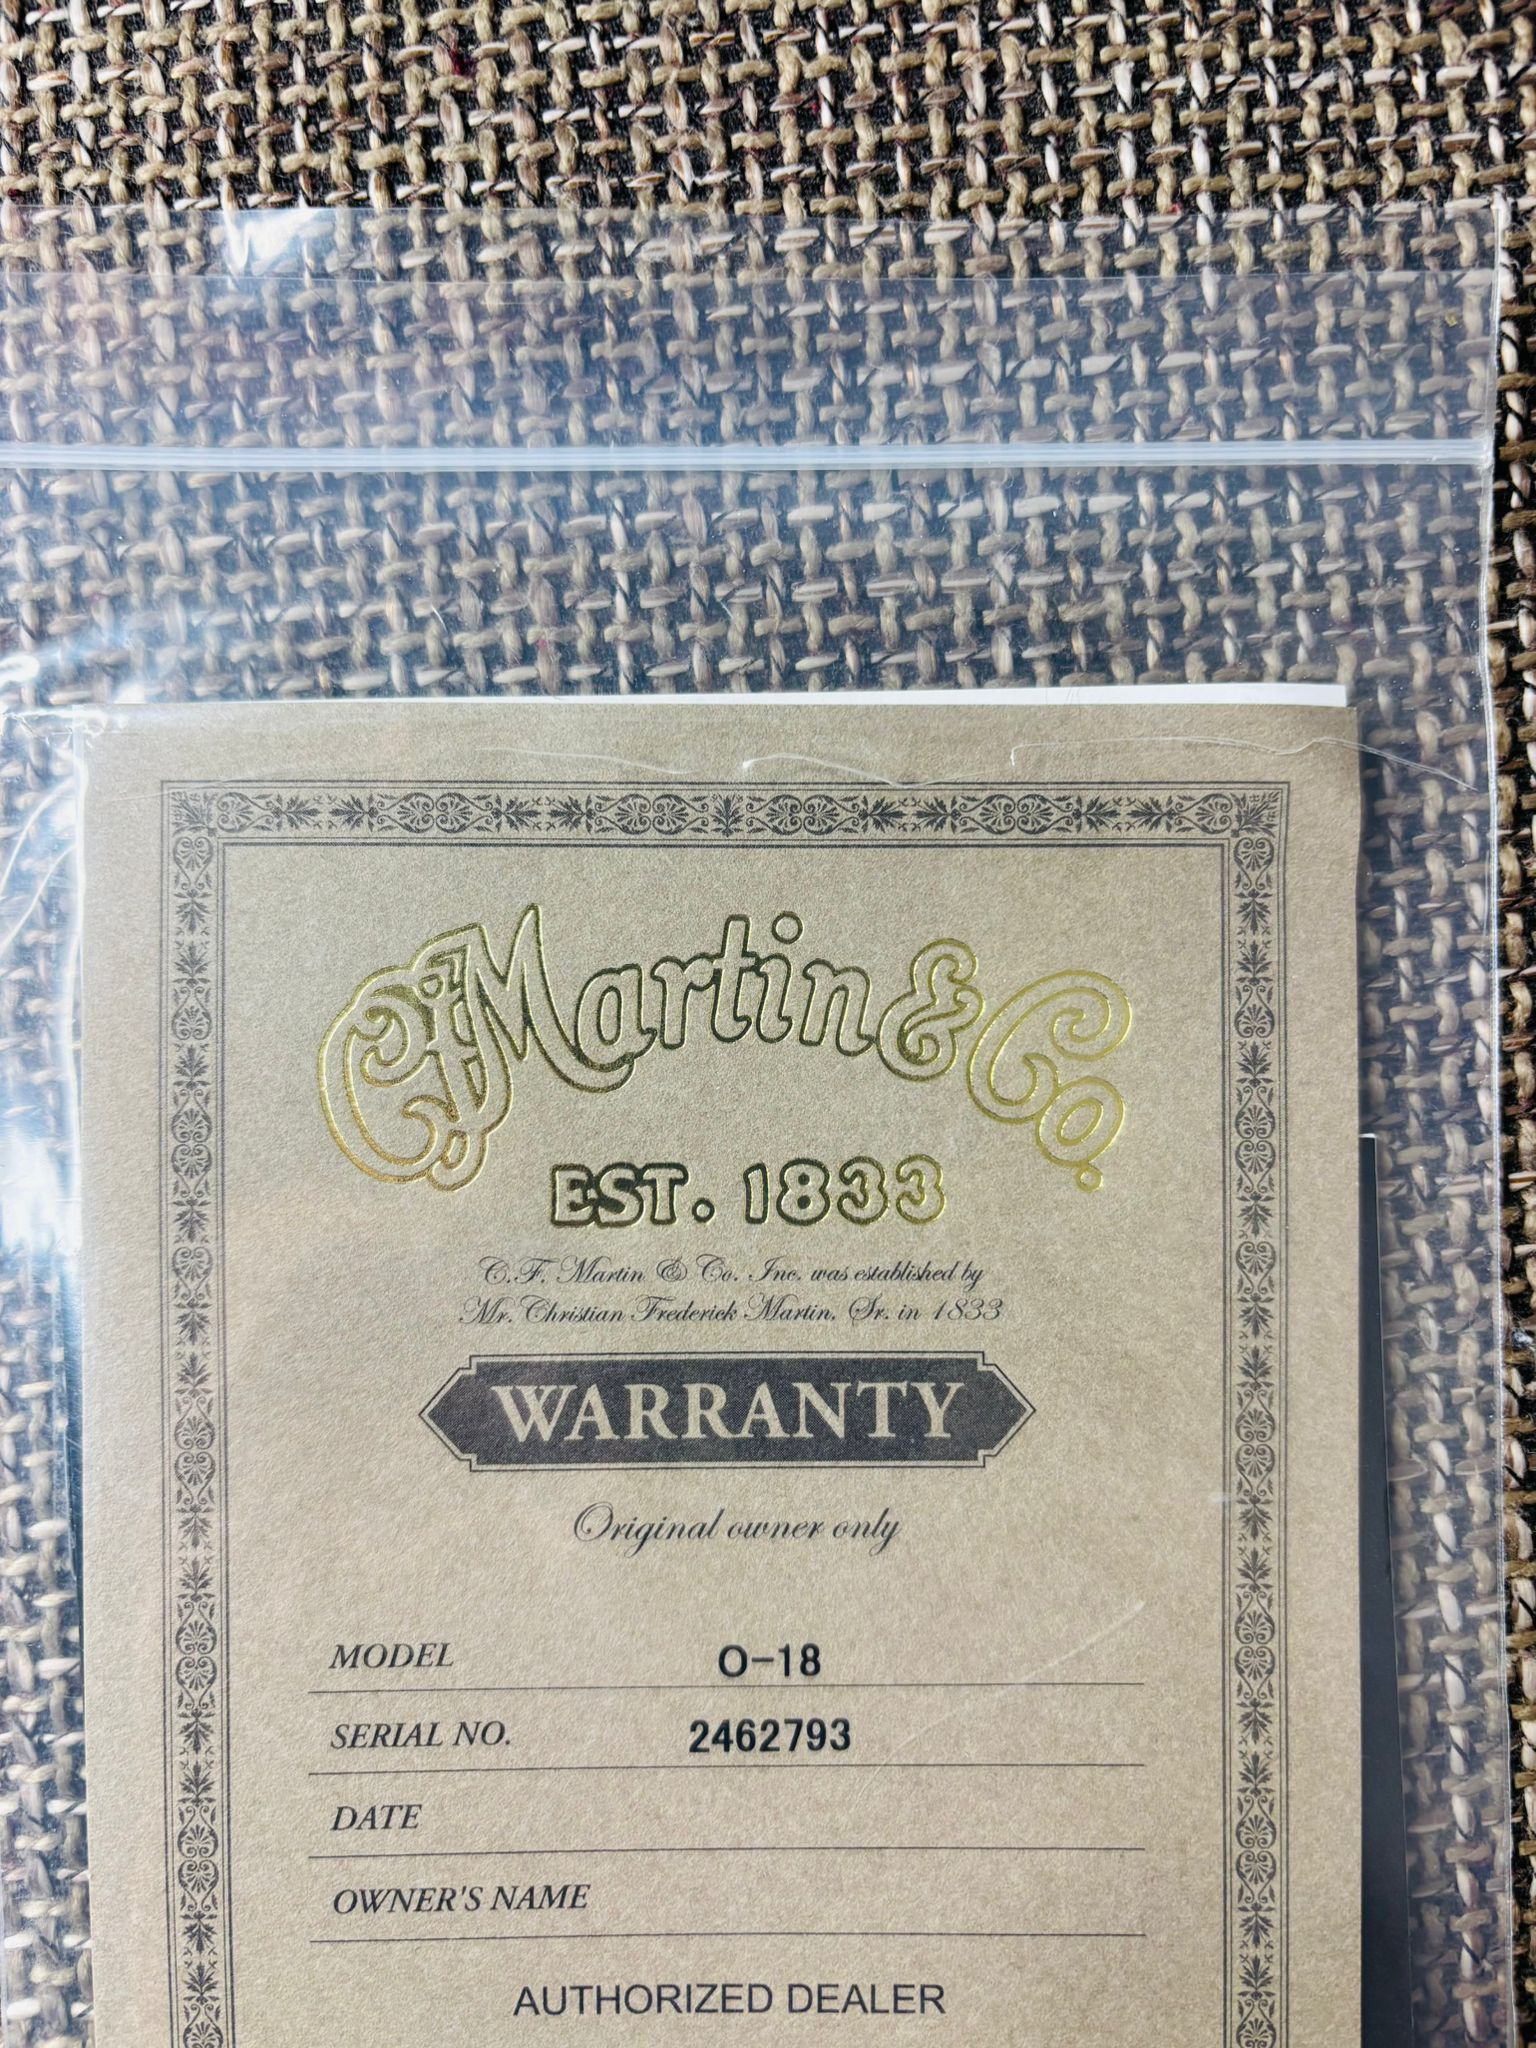 C.F. Martin & Co.
EST. 1833
C. F. Martin & Co. Inc. was established by
Mr. Christian Frederick Martin, Sr. in 1833
WARRANTY
Original owner only
MODEL O-18
SERIAL NO. 2462793
DATE
OWNER'S NAME
AUTHORIZED DEALER